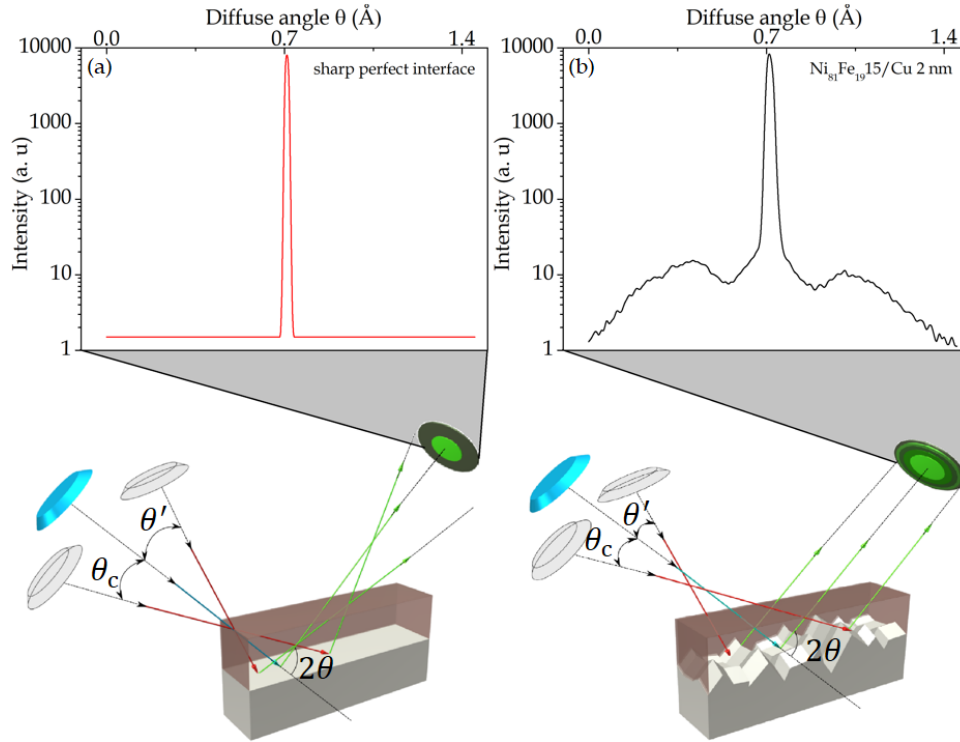 Diffuse angle θ (Å)
0.0 0.7 1.4
10000
1000
100
10
1
Intensity (a. u)
(a)
sharp perfect interface
θ′
θc
2θ
Diffuse angle θ (Å)
0.0 0.7 1.4
10000
1000
100
10
1
Intensity (a. u)
(b)
Ni₈₁Fe₁₉15/Cu 2 nm
θ′
θc
2θ